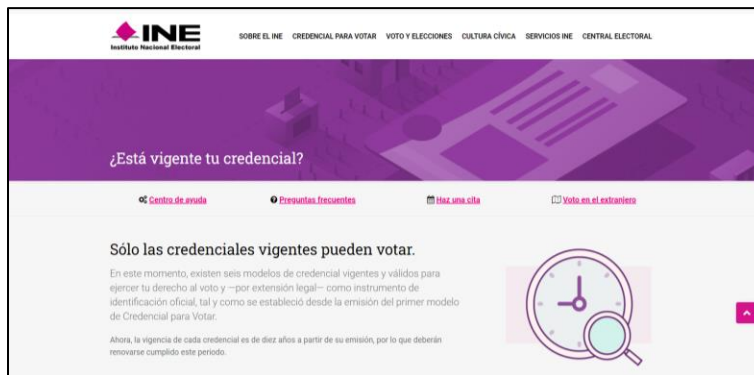 INE
Instituto Nacional Electoral
SOBRE EL INE CREDENCIAL PARA VOTAR VOTO Y ELECCIONES CULTURA CÍVICA SERVICIOS INE CENTRAL ELECTORAL
¿Está vigente tu credencial?
Centro de ayuda Preguntas frecuentes Haz una cita Voto en el extranjero
Sólo las credenciales vigentes pueden votar.
En este momento, existen seis modelos de credencial vigentes y válidos para
ejercer tu derecho al voto y —por extensión legal— como instrumento de
identificación oficial, tal y como se estableció desde la emisión del primer modelo
de Credencial para Votar.
Ahora, la vigencia de cada credencial es de diez años a partir de su emisión, por lo que deberán
renovarse cumplido este periodo.